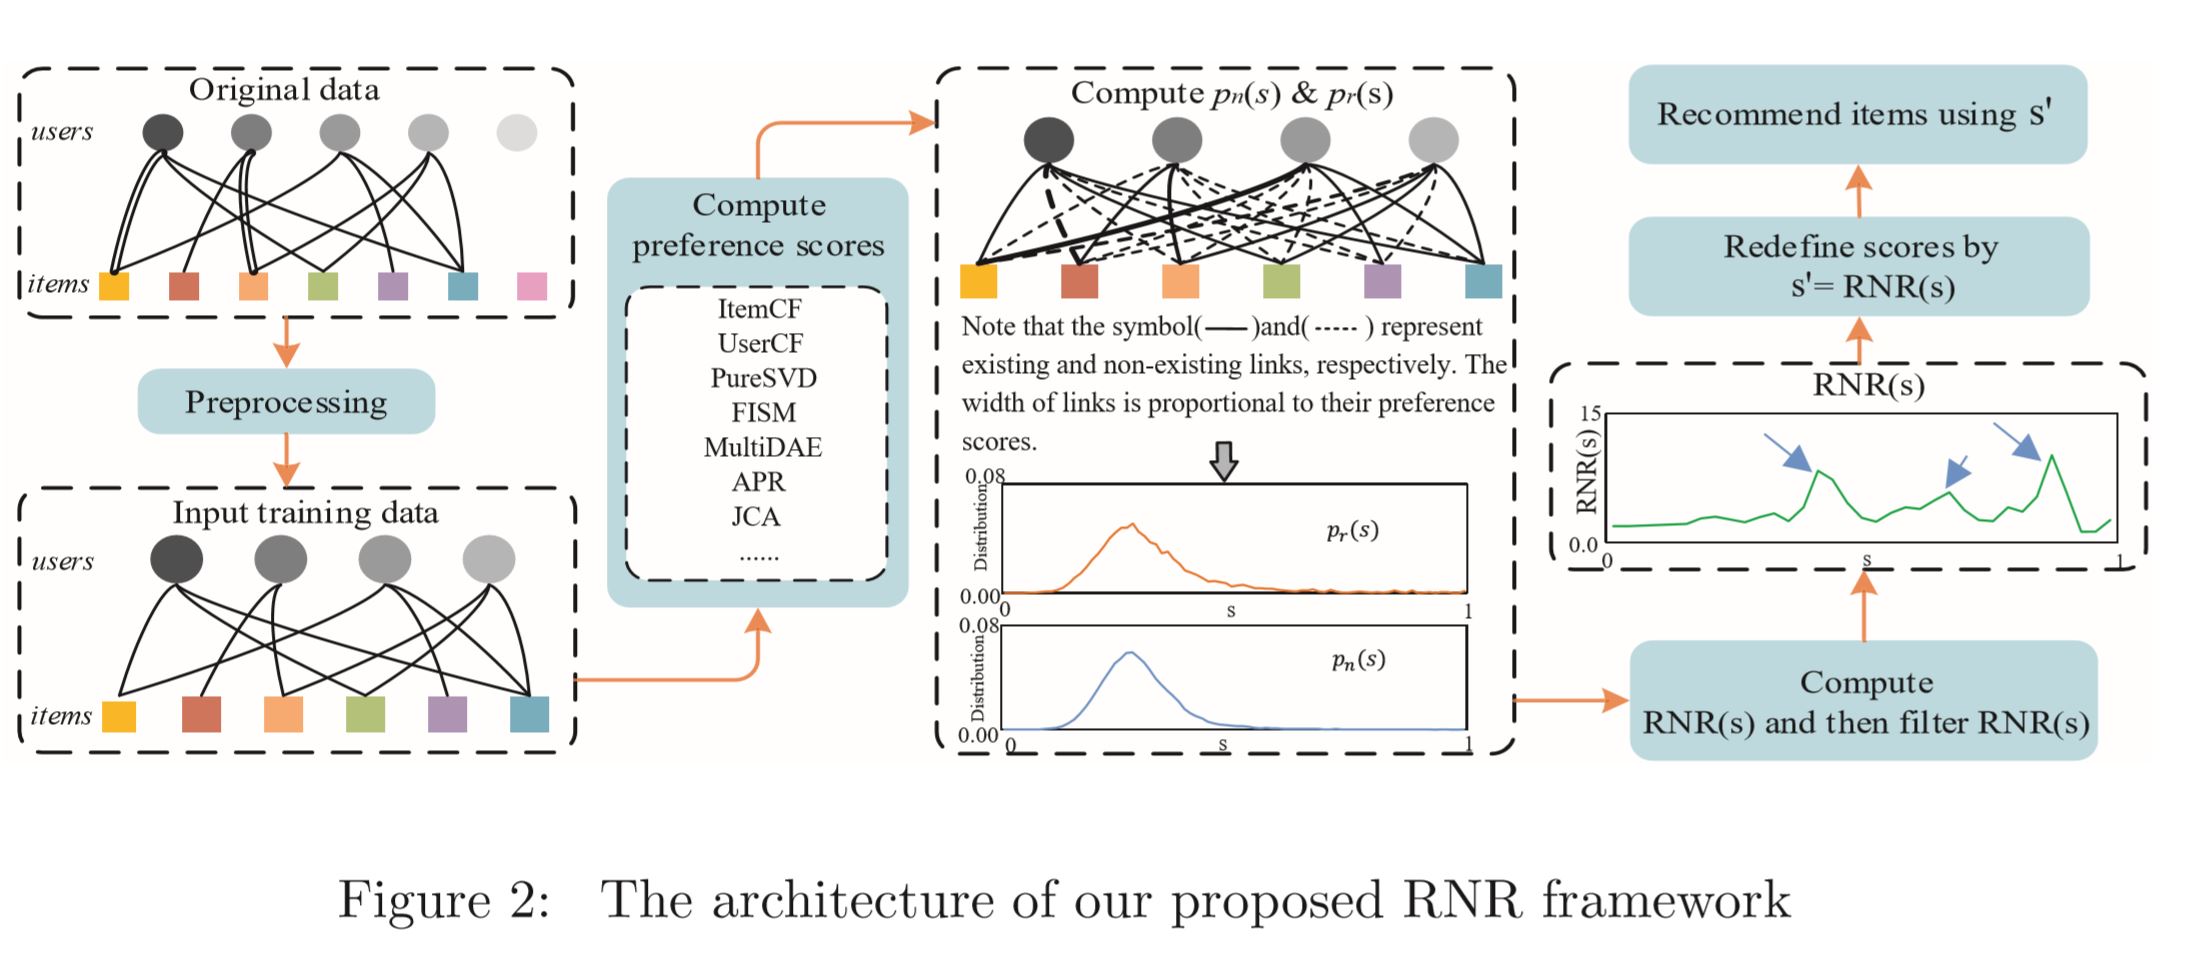 Original data
users
items
Preprocessing
Input training data
users
items
Compute
preference scores
ItemCF
UserCF
PureSVD
FISM
MultiDAE
APR
JCA
......
Compute pn(s) & pr(s)
Note that the symbol(——)and( ----- ) represent
existing and non-existing links, respectively. The
width of links is proportional to their preference
scores.
0.08
Distribution
pr(s)
0.00
0
s
1
0.08
Distribution
pn(s)
0.00
0
s
1
Recommend items using s'
Redefine scores by
s'= RNR(s)
RNR(s)
15
RNR(s)
0.0
0
s
1
Compute
RNR(s) and then filter RNR(s)
Figure 2: The architecture of our proposed RNR framework